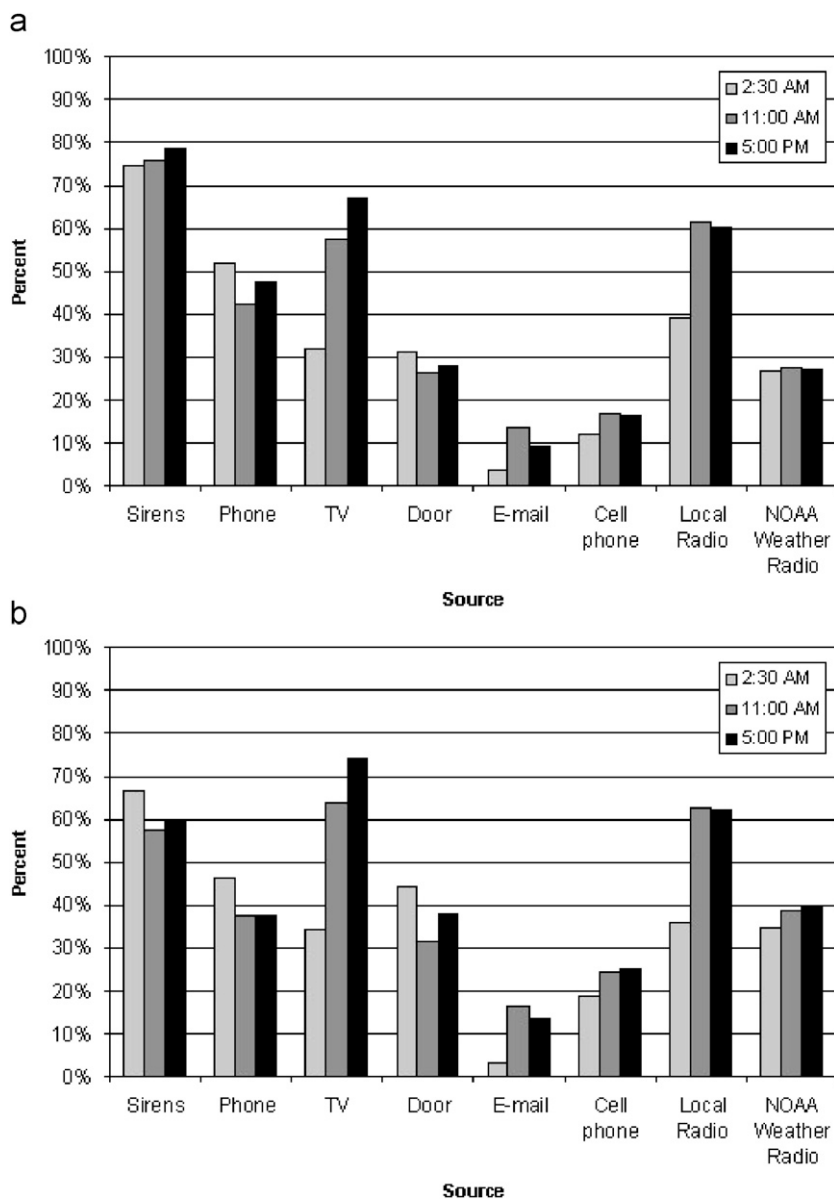 a
100%
90%
80%
70%
60%
50%
40%
30%
20%
10%
0%
Percent
2:30 AM
11:00 AM
5:00 PM
Sirens
Phone
TV
Door
E-mail
Cell
phone
Local
Radio
NOAA
Weather
Radio
Source
b
100%
90%
80%
70%
60%
50%
40%
30%
20%
10%
0%
Percent
2:30 AM
11:00 AM
5:00 PM
Sirens
Phone
TV
Door
E-mail
Cell
phone
Local
Radio
NOAA
Weather
Radio
Source